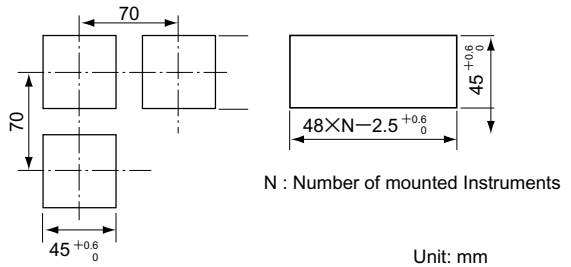 70
70
45 +0.6 0
45 +0.6 0
48×N－2.5 +0.6 0
N : Number of mounted Instruments
Unit: mm